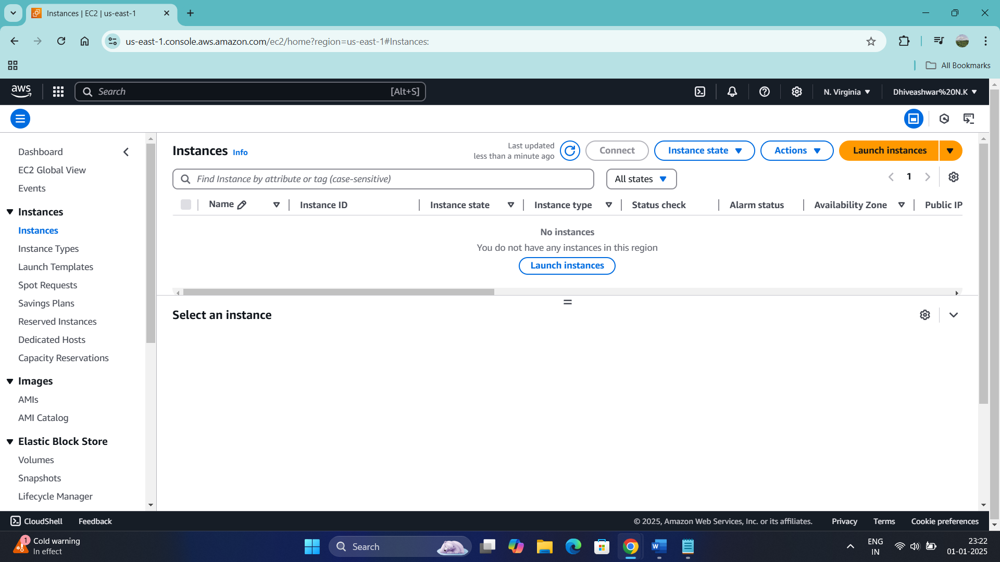 Instances | EC2 | us-east-1
us-east-1.console.aws.amazon.com/ec2/home?region=us-east-1#Instances:
All Bookmarks
aws
Search
[Alt+S]
N. Virginia
Dhiveashwar%20N.K
Dashboard
EC2 Global View
Events
Instances
Instances
Instance Types
Launch Templates
Spot Requests
Savings Plans
Reserved Instances
Dedicated Hosts
Capacity Reservations
Images
AMIs
AMI Catalog
Elastic Block Store
Volumes
Snapshots
Lifecycle Manager
Instances Info
Last updated
less than a minute ago
Connect
Instance state
Actions
Launch instances
Find Instance by attribute or tag (case-sensitive)
All states
1
Name
Instance ID
Instance state
Instance type
Status check
Alarm status
Availability Zone
Public IP
No instances
You do not have any instances in this region
Launch instances
Select an instance
CloudShell
Feedback
© 2025, Amazon Web Services, Inc. or its affiliates.
Privacy
Terms
Cookie preferences
1
Cold warning
In effect
Search
W
ENG
IN
23:22
01-01-2025